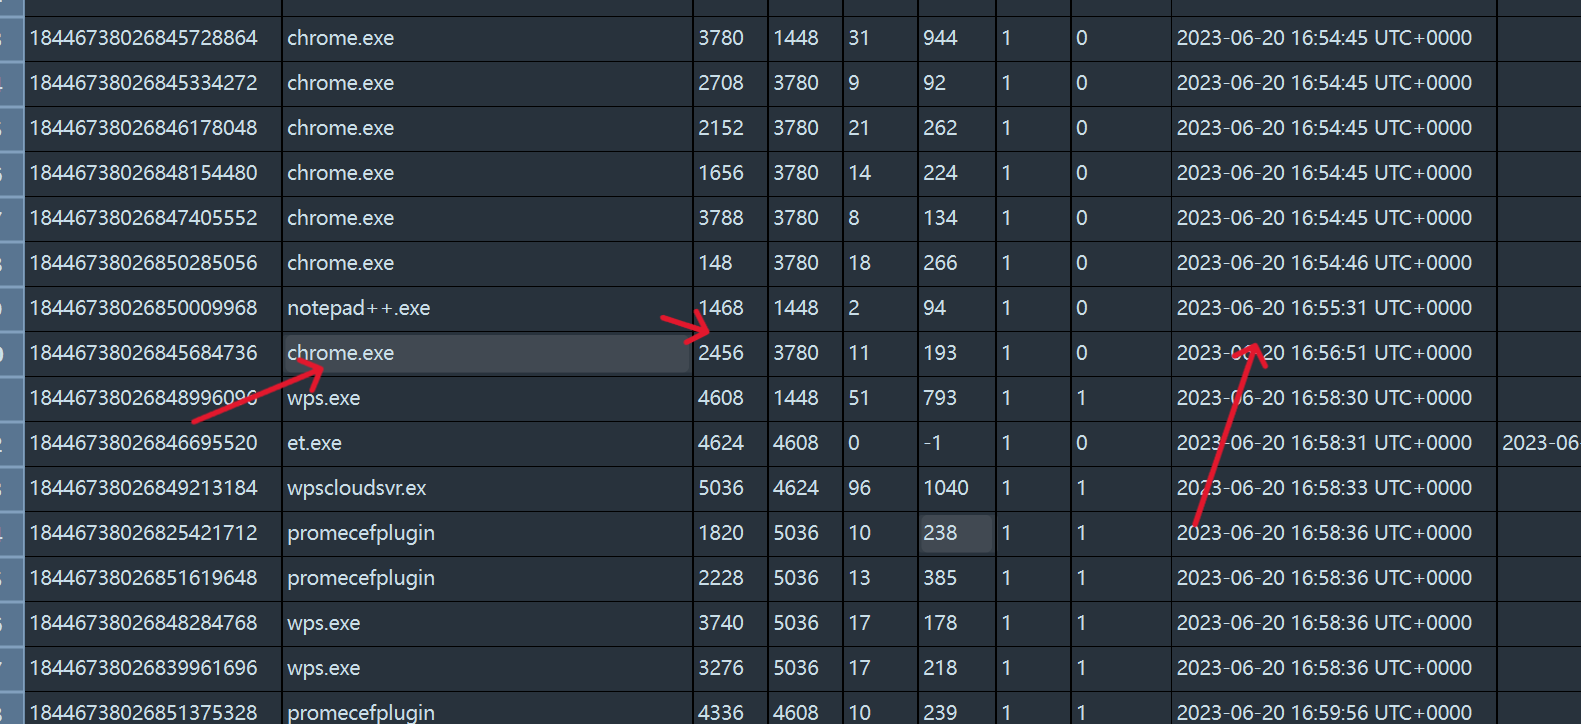 18446738026845728864 chrome.exe 3780 1448 31 944 1 0 2023-06-20 16:54:45 UTC+0000
18446738026845334272 chrome.exe 2708 3780 9 92 1 0 2023-06-20 16:54:45 UTC+0000
18446738026846178048 chrome.exe 2152 3780 21 262 1 0 2023-06-20 16:54:45 UTC+0000
18446738026848154480 chrome.exe 1656 3780 14 224 1 0 2023-06-20 16:54:45 UTC+0000
18446738026847405552 chrome.exe 3788 3780 8 134 1 0 2023-06-20 16:54:45 UTC+0000
18446738026850285056 chrome.exe 148 3780 18 266 1 0 2023-06-20 16:54:46 UTC+0000
18446738026850009968 notepad++.exe 1468 1448 2 94 1 0 2023-06-20 16:55:31 UTC+0000
18446738026845684736 chrome.exe 2456 3780 11 193 1 0 2023-06-20 16:56:51 UTC+0000
18446738026848996096 wps.exe 4608 1448 51 793 1 1 2023-06-20 16:58:30 UTC+0000
18446738026846695520 et.exe 4624 4608 0 -1 1 0 2023-06-20 16:58:31 UTC+0000 2023-06
18446738026849213184 wpscloudsvr.ex 5036 4624 96 1040 1 1 2023-06-20 16:58:33 UTC+0000
18446738026825421712 promecefplugin 1820 5036 10 238 1 1 2023-06-20 16:58:36 UTC+0000
18446738026851619648 promecefplugin 2228 5036 13 385 1 1 2023-06-20 16:58:36 UTC+0000
18446738026848284768 wps.exe 3740 5036 17 178 1 1 2023-06-20 16:58:36 UTC+0000
18446738026839961696 wps.exe 3276 5036 17 218 1 1 2023-06-20 16:58:36 UTC+0000
18446738026851375328 promecefplugin 4336 4608 10 239 1 1 2023-06-20 16:59:56 UTC+0000